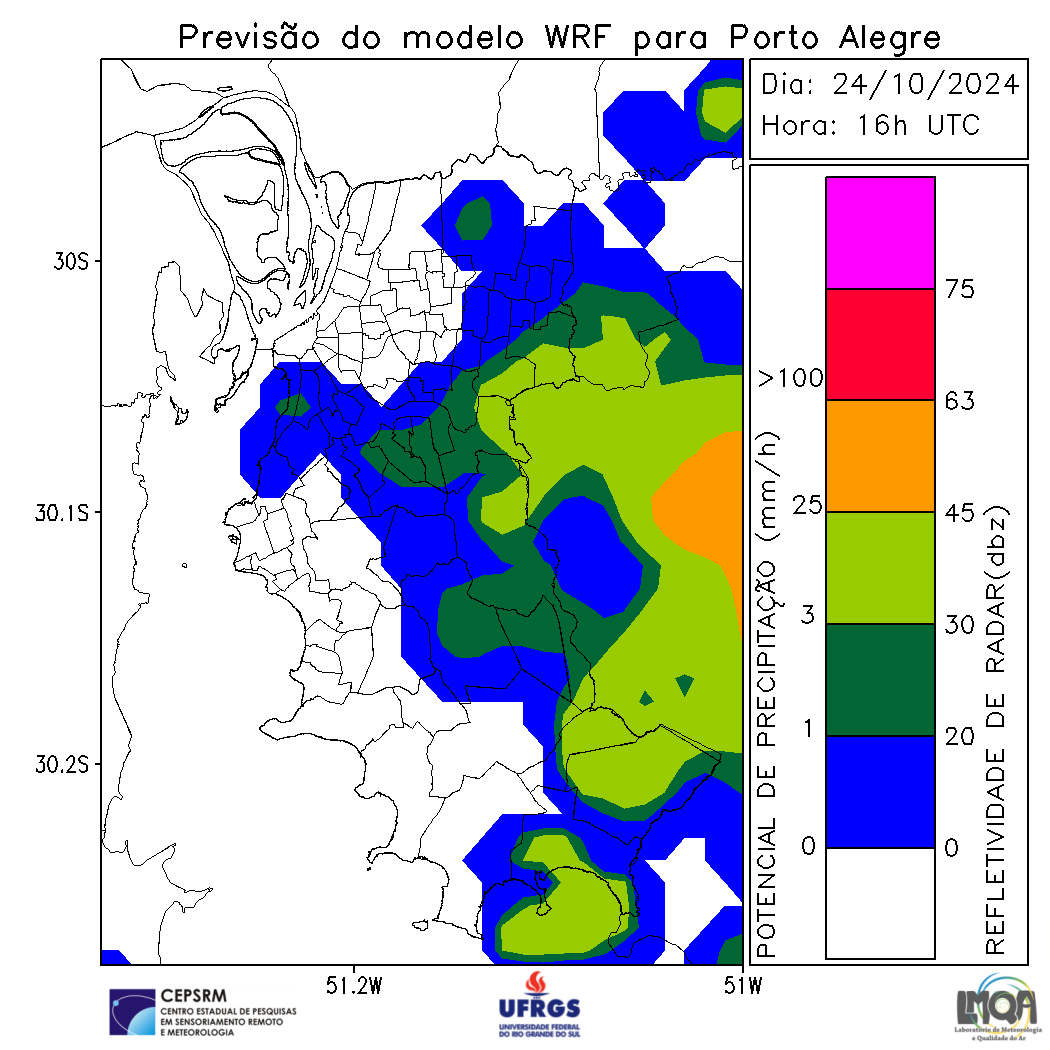 Previsão do modelo WRF para Porto Alegre
Dia: 24/10/2024
Hora: 16h UTC
30S
30.1S
30.2S
51.2W
51W
POTENCIAL DE PRECIPITAÇÃO (mm/h)
>100
25
3
1
0
75
63
45
30
20
0
REFLETIVIDADE DE RADAR(dbz)
CEPSRM
CENTRO ESTADUAL DE PESQUISAS
EM SENSORIAMENTO REMOTO
E METEOROLOGIA
UFRGS
UNIVERSIDADE FEDERAL
DO RIO GRANDE DO SUL
LMQA
Laboratório de Meteorologia
e Qualidade do Ar